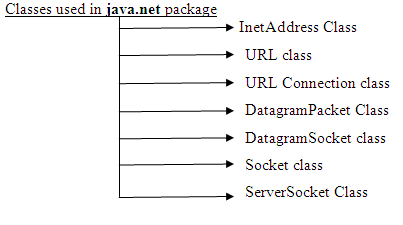 Classes used in java.net package
InetAddress Class
URL class
URL Connection class
DatagramPacket Class
DatagramSocket class
Socket class
ServerSocket Class